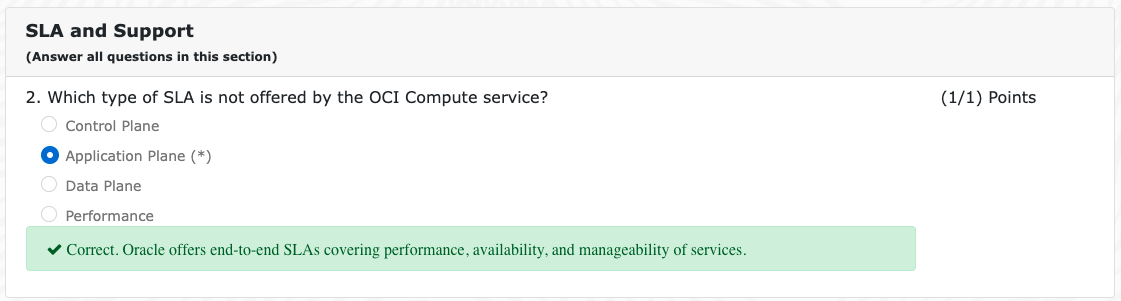 SLA and Support
(Answer all questions in this section)
2. Which type of SLA is not offered by the OCI Compute service? (1/1) Points
Control Plane
Application Plane (*)
Data Plane
Performance
Correct. Oracle offers end-to-end SLAs covering performance, availability, and manageability of services.